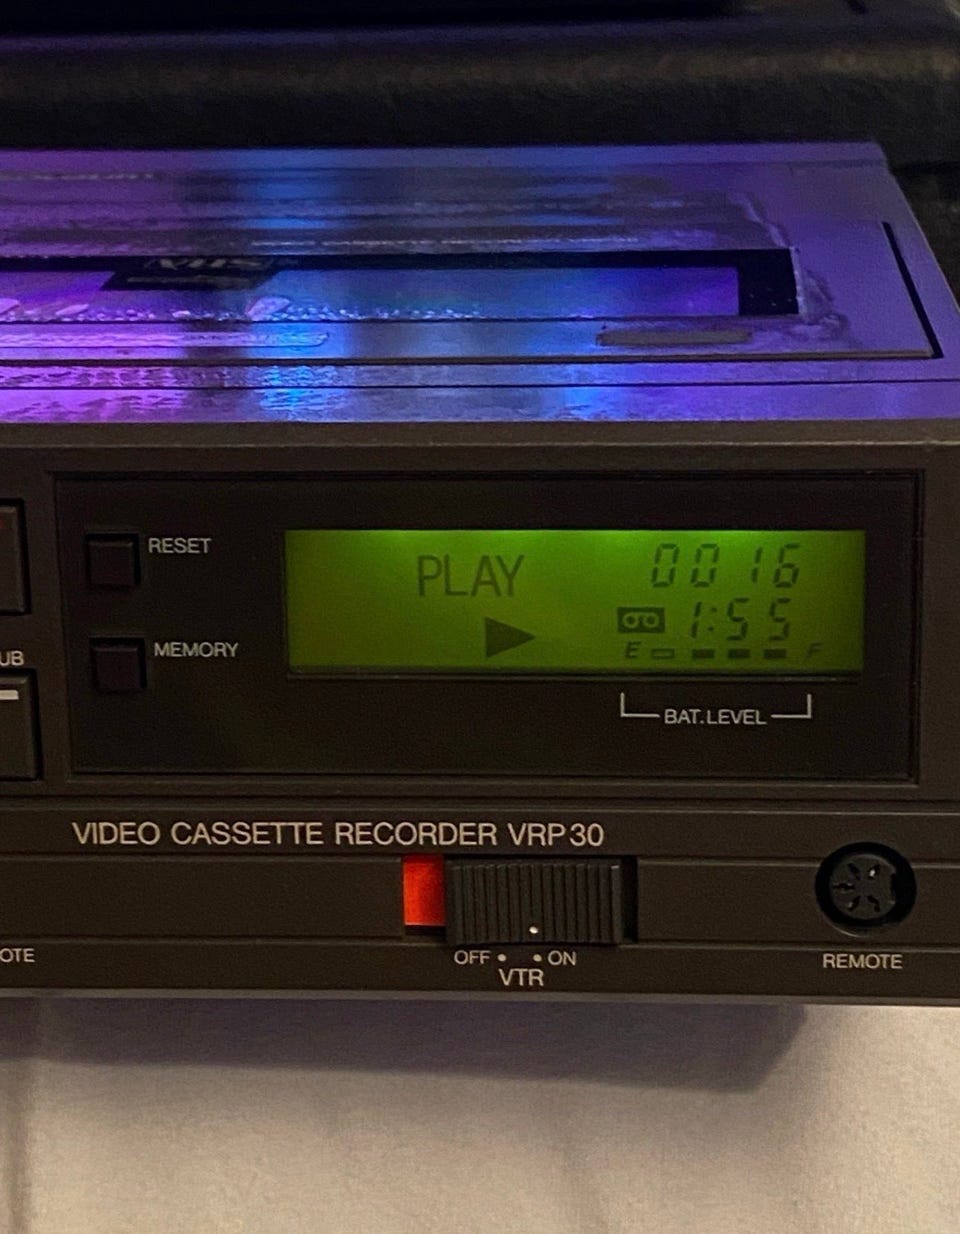 VHS
RESET
PLAY
0016
1:55
E F
UB
MEMORY
BAT.LEVEL
VIDEO CASSETTE RECORDER VRP30
OTE
OFF • • ON
VTR
REMOTE